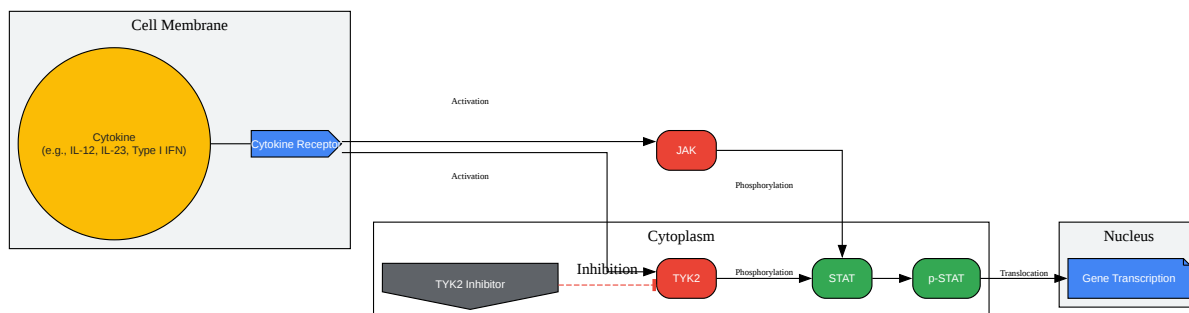 Cell Membrane
Cytokine
(e.g., IL-12, IL-23, Type I IFN)
Cytokine Receptor
Activation
Activation
JAK
Phosphorylation
Cytoplasm
TYK2 Inhibitor
Inhibition
TYK2
Phosphorylation
STAT
p-STAT
Translocation
Nucleus
Gene Transcription